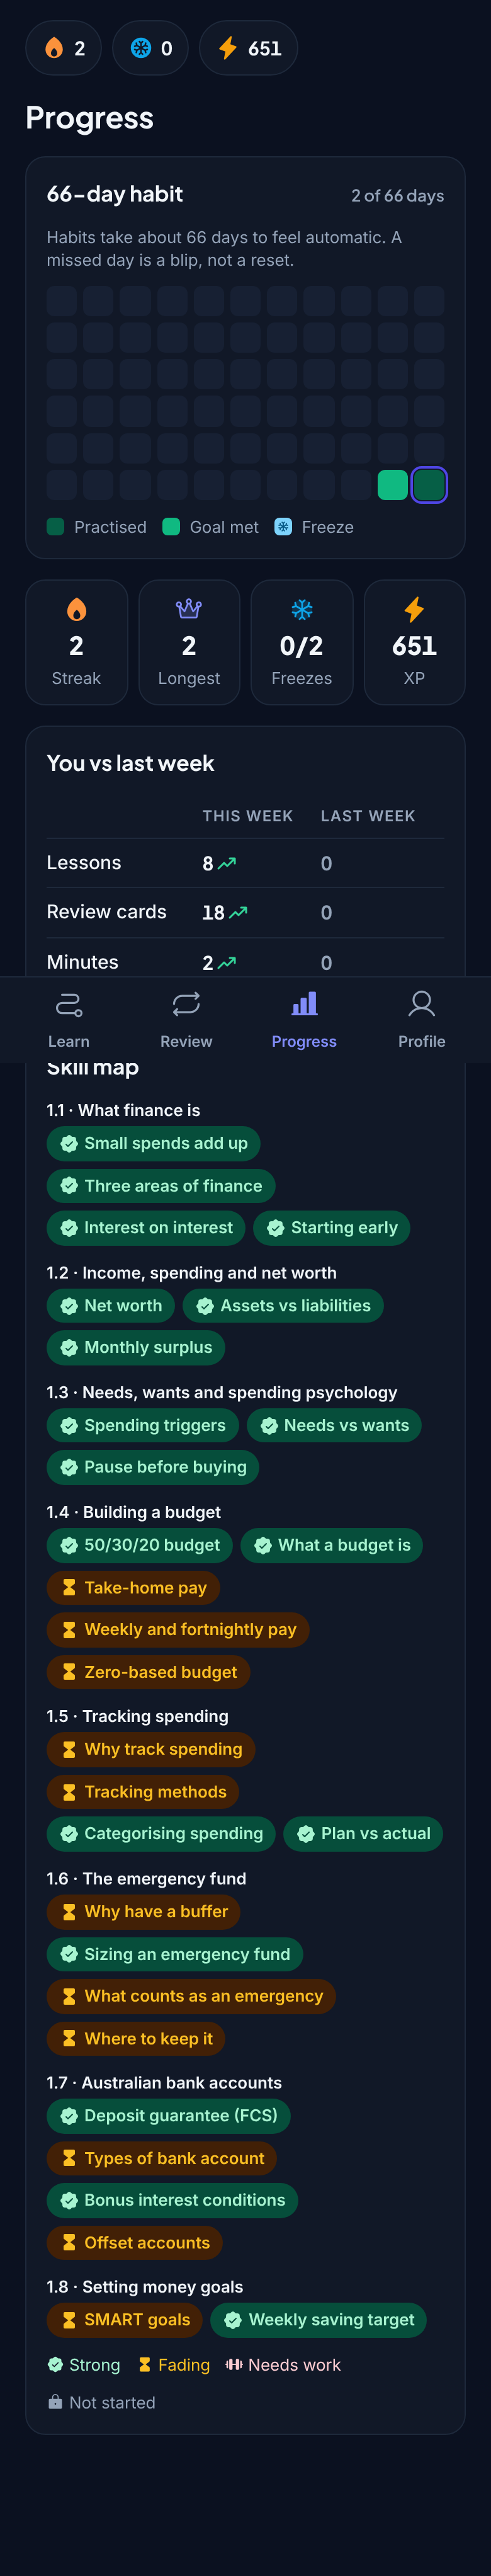 2 0 651
Progress
66-day habit 2 of 66 days
Habits take about 66 days to feel automatic. A
missed day is a blip, not a reset.
Practised Goal met Freeze
2 2 0/2 651
Streak Longest Freezes XP
You vs last week
THIS WEEK LAST WEEK
Lessons 8 0
Review cards 18 0
Minutes 2 0
Learn Review Progress Profile
Skill map
1.1 · What finance is
Small spends add up
Three areas of finance
Interest on interest Starting early
1.2 · Income, spending and net worth
Net worth Assets vs liabilities
Monthly surplus
1.3 · Needs, wants and spending psychology
Spending triggers Needs vs wants
Pause before buying
1.4 · Building a budget
50/30/20 budget What a budget is
Take-home pay
Weekly and fortnightly pay
Zero-based budget
1.5 · Tracking spending
Why track spending
Tracking methods
Categorising spending Plan vs actual
1.6 · The emergency fund
Why have a buffer
Sizing an emergency fund
What counts as an emergency
Where to keep it
1.7 · Australian bank accounts
Deposit guarantee (FCS)
Types of bank account
Bonus interest conditions
Offset accounts
1.8 · Setting money goals
SMART goals Weekly saving target
Strong Fading Needs work
Not started